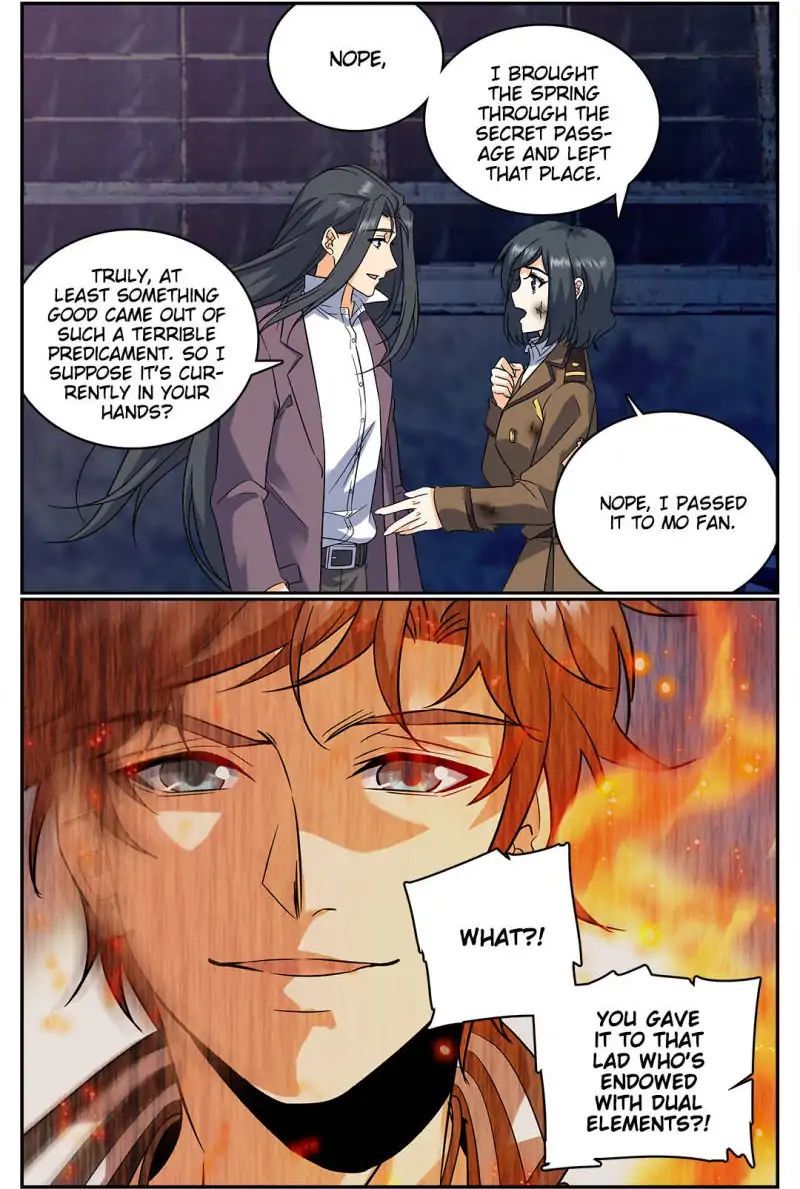 NOPE,
I BROUGHT
THE SPRING
THROUGH THE
SECRET PASS-
AGE AND LEFT
THAT PLACE.
TRULY, AT
LEAST SOMETHING
GOOD CAME OUT OF
SUCH A TERRIBLE
PREDICAMENT. SO I
SUPPOSE IT'S CUR-
RENTLY IN YOUR
HANDS?
NOPE, I PASSED
IT TO MO FAN.
WHAT?!
YOU GAVE
IT TO THAT
LAD WHO'S
ENDOWED
WITH DUAL
ELEMENTS?!